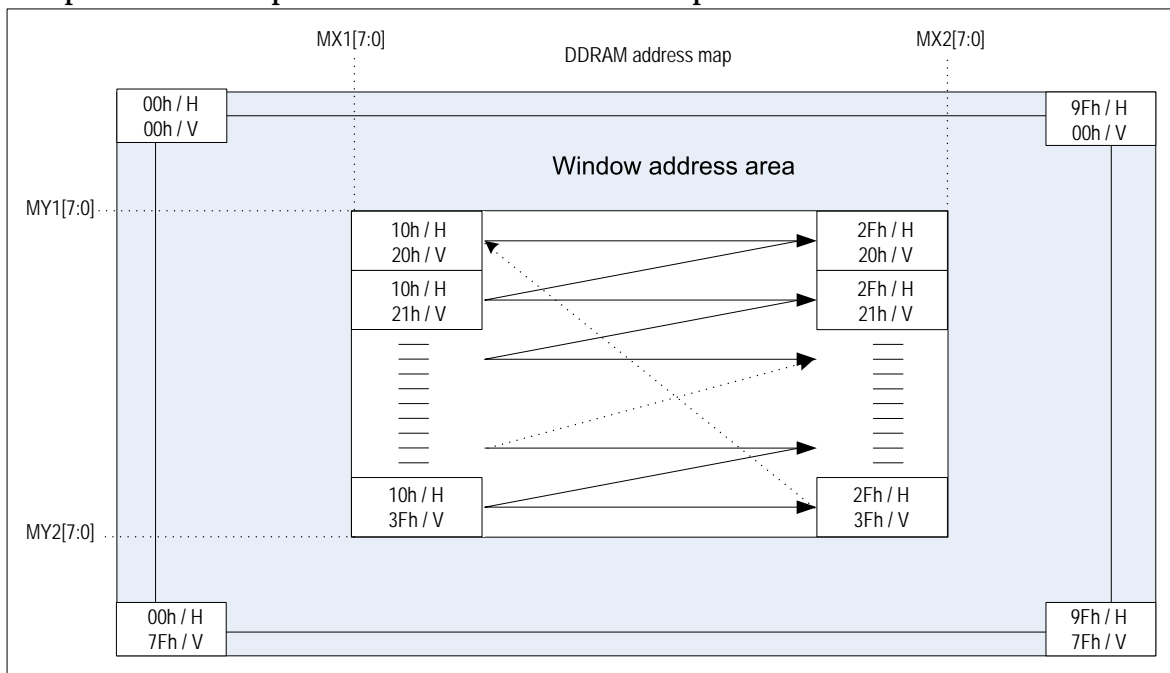 MX1[7:0]
MX2[7:0]
DDRAM address map
00h / H
00h / V
9Fh / H
00h / V
Window address area
MY1[7:0]
10h / H
20h / V
2Fh / H
20h / V
10h / H
21h / V
2Fh / H
21h / V
10h / H
3Fh / V
2Fh / H
3Fh / V
MY2[7:0]
00h / H
7Fh / V
9Fh / H
7Fh / V